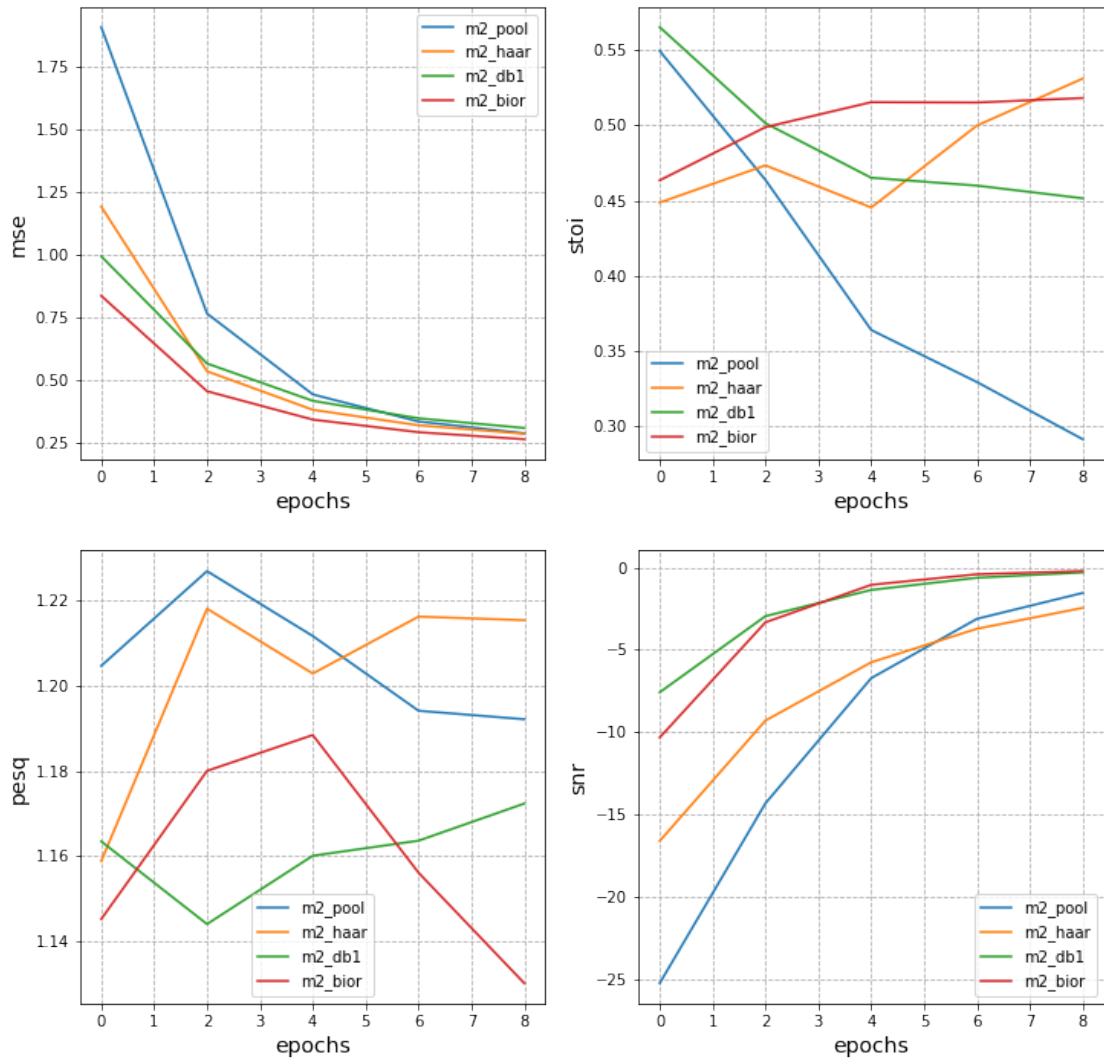 mse
1.75
1.50
1.25
1.00
0.75
0.50
0.25
0 1 2 3 4 5 6 7 8
epochs
m2_pool
m2_haar
m2_db1
m2_bior
stoi
0.55
0.50
0.45
0.40
0.35
0.30
0 1 2 3 4 5 6 7 8
epochs
m2_pool
m2_haar
m2_db1
m2_bior
pesq
1.22
1.20
1.18
1.16
1.14
0 1 2 3 4 5 6 7 8
epochs
m2_pool
m2_haar
m2_db1
m2_bior
snr
0
−5
−10
−15
−20
−25
0 1 2 3 4 5 6 7 8
epochs
m2_pool
m2_haar
m2_db1
m2_bior